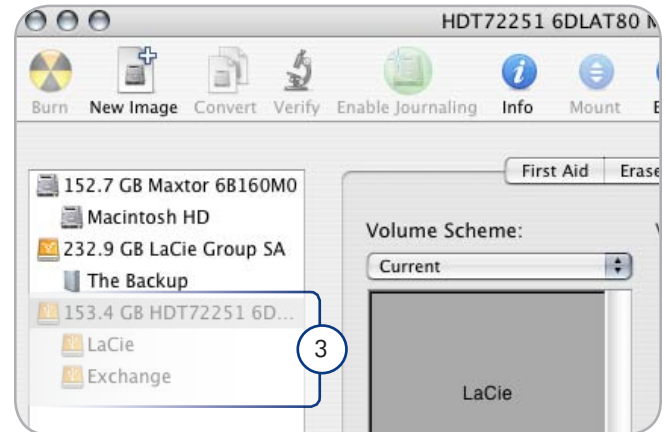 HDT72251 6DLAT80
Burn New Image Convert Verify Enable Journaling Info Mount
First Aid Erase
152.7 GB Maxtor 6B160M0
Macintosh HD
232.9 GB LaCie Group SA
The Backup
153.4 GB HDT72251 6D...
LaCie
Exchange
3
Volume Scheme:
Current
LaCie